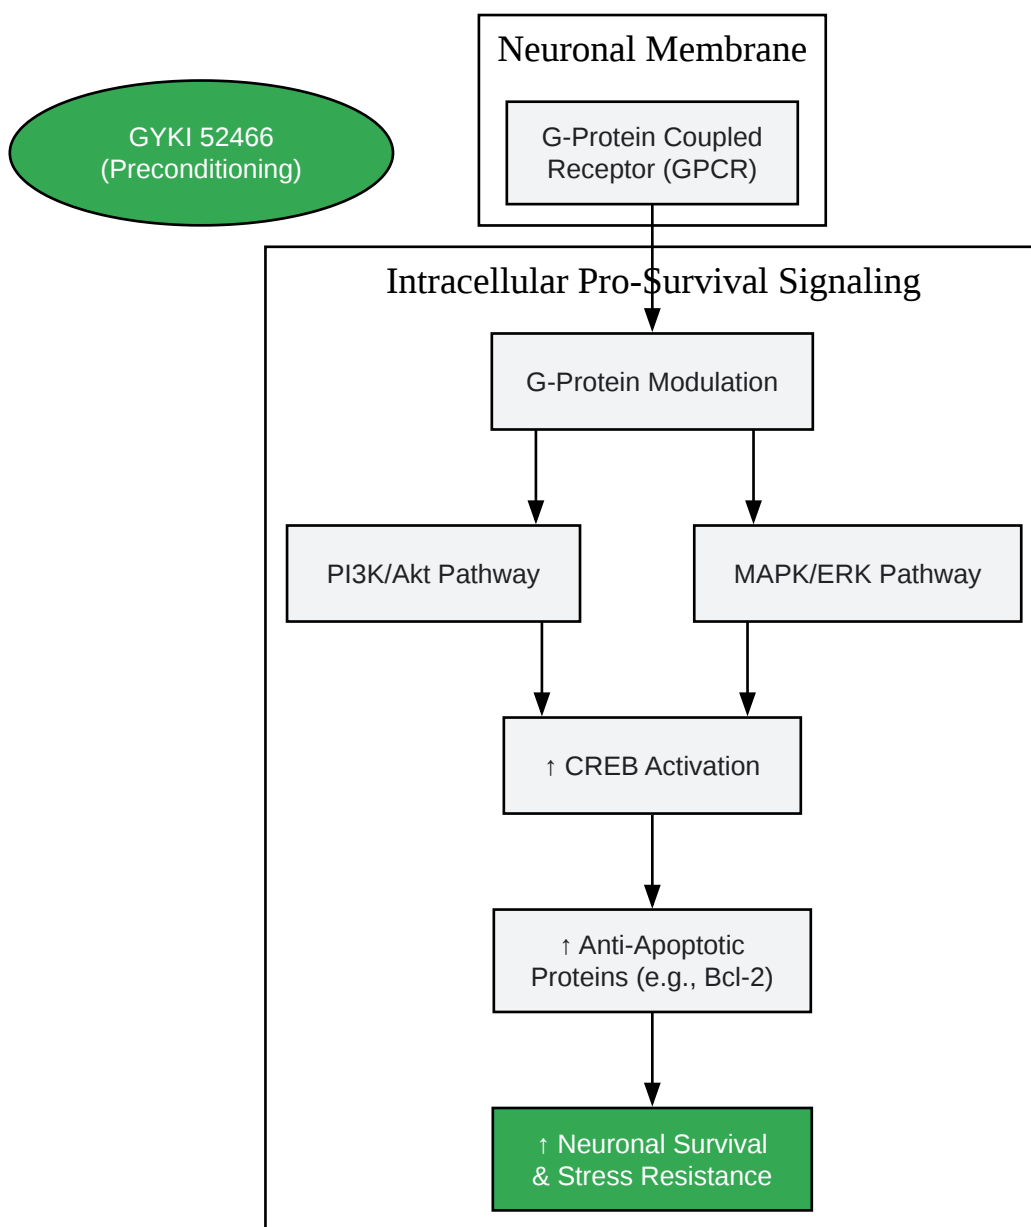 Neuronal Membrane
GYKI 52466
(Preconditioning)
G-Protein Coupled
Receptor (GPCR)
Intracellular Pro-Survival Signaling
G-Protein Modulation
PI3K/Akt Pathway
MAPK/ERK Pathway
↑ CREB Activation
↑ Anti-Apoptotic
Proteins (e.g., Bcl-2)
↑ Neuronal Survival
& Stress Resistance